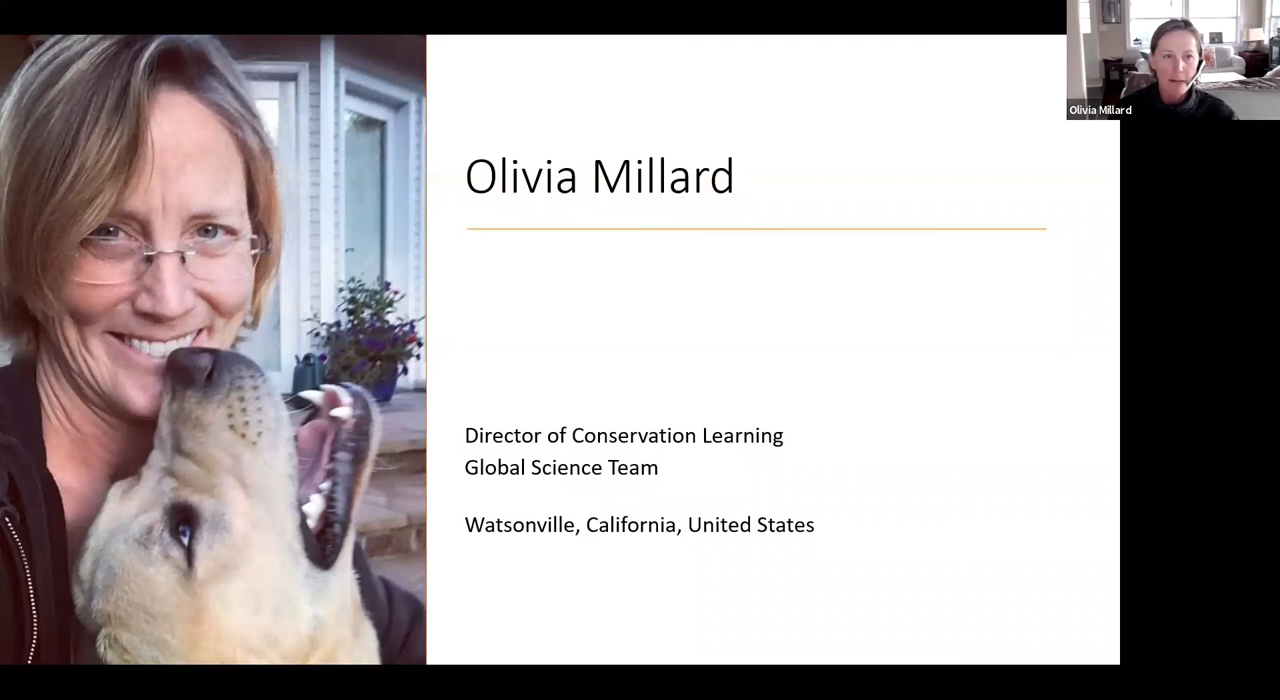 Olivia Millard
Olivia Millard
Director of Conservation Learning
Global Science Team
Watsonville, California, United States